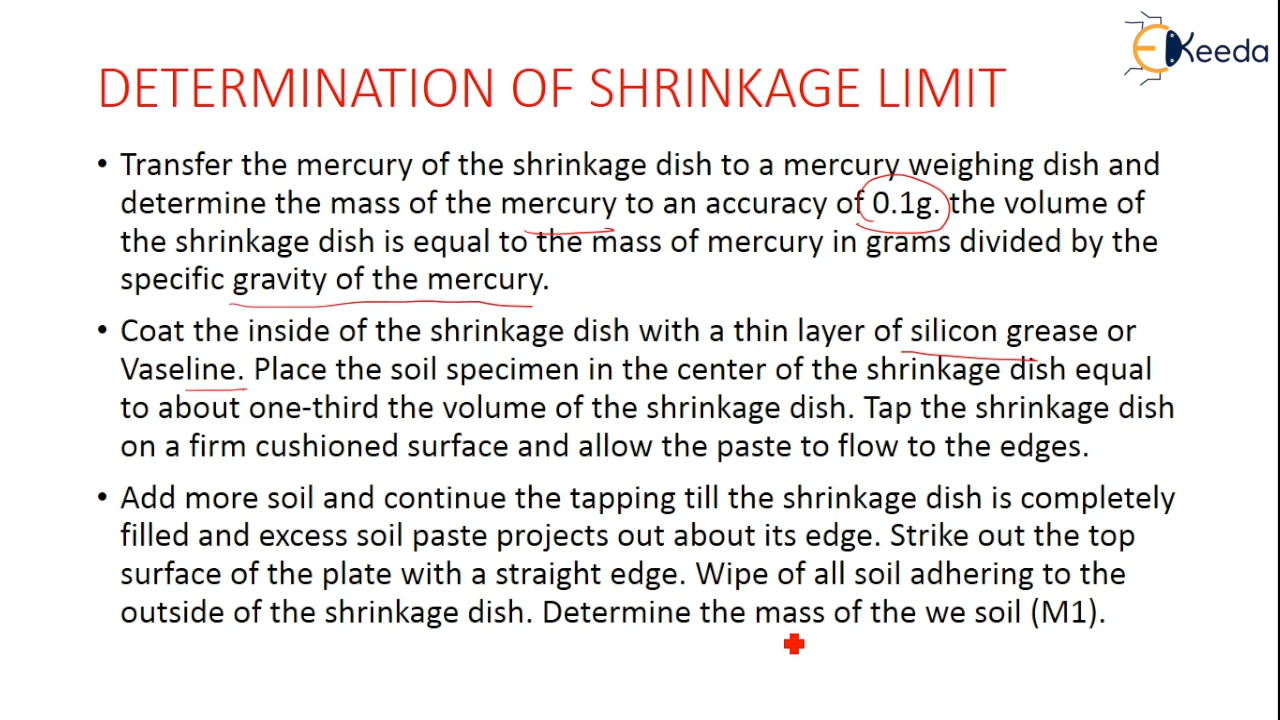 EKeeda
DETERMINATION OF SHRINKAGE LIMIT
• Transfer the mercury of the shrinkage dish to a mercury weighing dish and
determine the mass of the mercury to an accuracy of 0.1g. the volume of
the shrinkage dish is equal to the mass of mercury in grams divided by the
specific gravity of the mercury.
• Coat the inside of the shrinkage dish with a thin layer of silicon grease or
Vaseline. Place the soil specimen in the center of the shrinkage dish equal
to about one-third the volume of the shrinkage dish. Tap the shrinkage dish
on a firm cushioned surface and allow the paste to flow to the edges.
• Add more soil and continue the tapping till the shrinkage dish is completely
filled and excess soil paste projects out about its edge. Strike out the top
surface of the plate with a straight edge. Wipe of all soil adhering to the
outside of the shrinkage dish. Determine the mass of the we soil (M1).